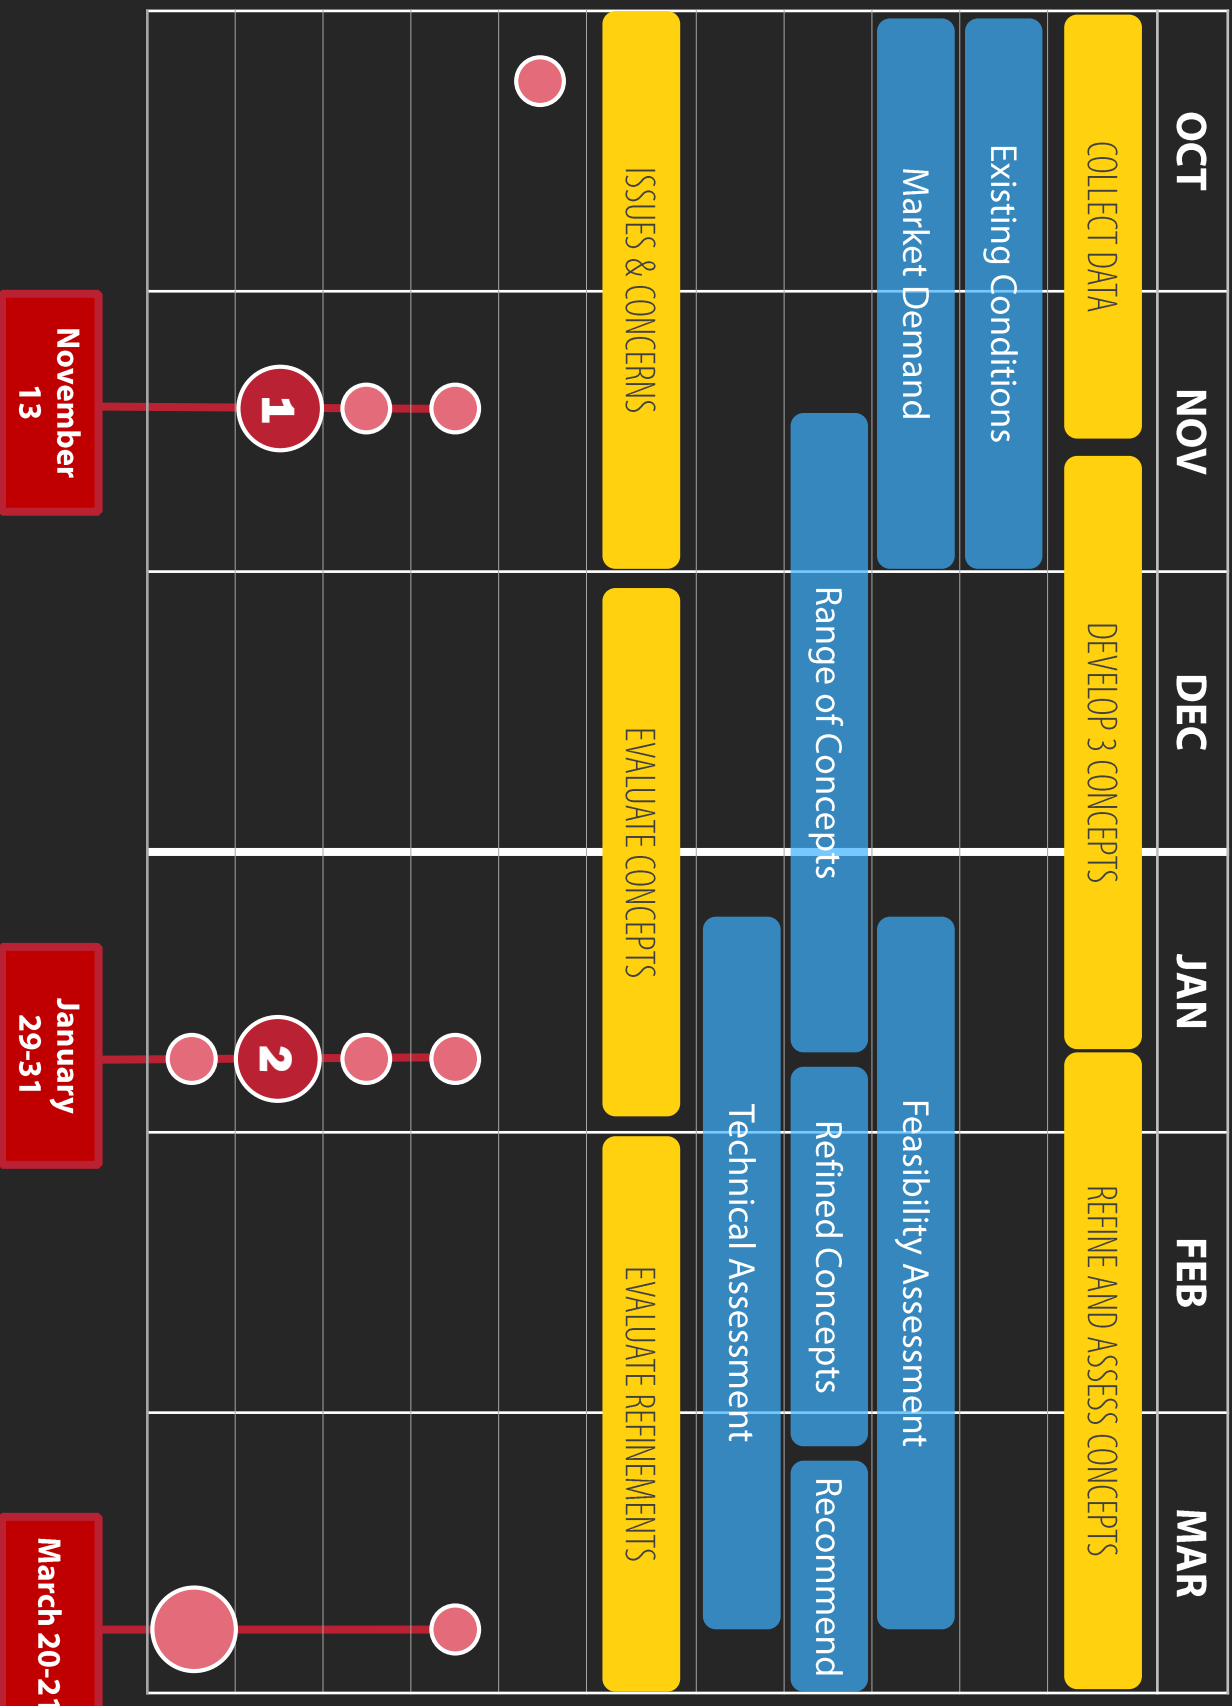 OCT NOV DEC JAN FEB MAR
COLLECT DATA DEVELOP 3 CONCEPTS REFINE AND ASSESS CONCEPTS
Existing Conditions
Market Demand Feasibility Assessment
Range of Concepts Refined Concepts Recommend
Technical Assessment
ISSUES & CONCERNS EVALUATE CONCEPTS EVALUATE REFINEMENTS
1 2
November
13
January
29-31
March 20-21